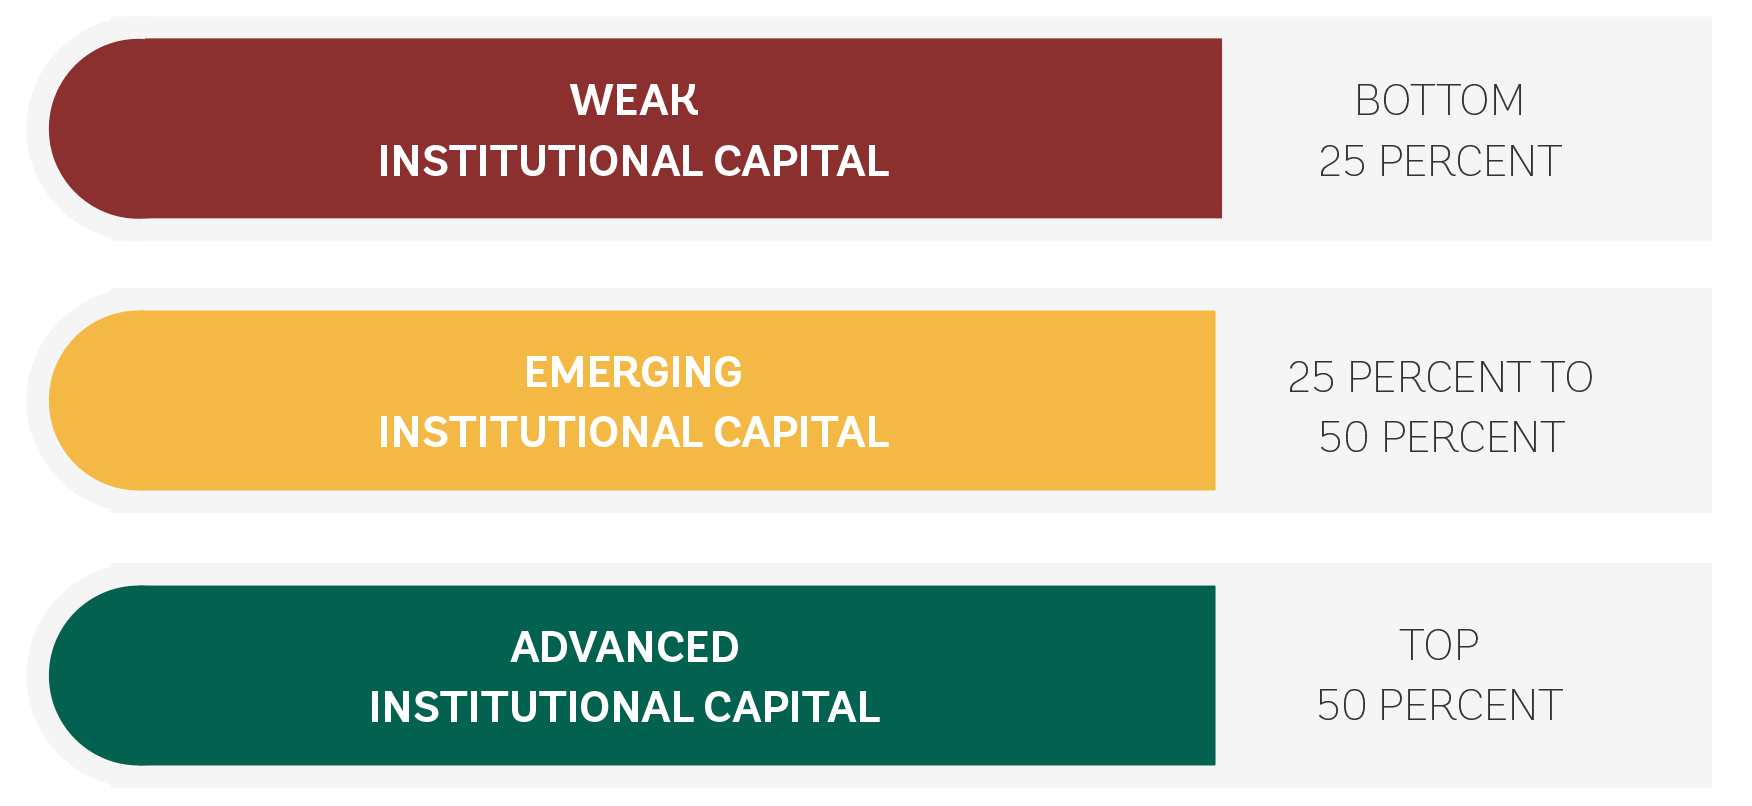 WEAK
INSTITUTIONAL CAPITAL
BOTTOM
25 PERCENT
EMERGING
INSTITUTIONAL CAPITAL
25 PERCENT TO
50 PERCENT
ADVANCED
INSTITUTIONAL CAPITAL
TOP
50 PERCENT